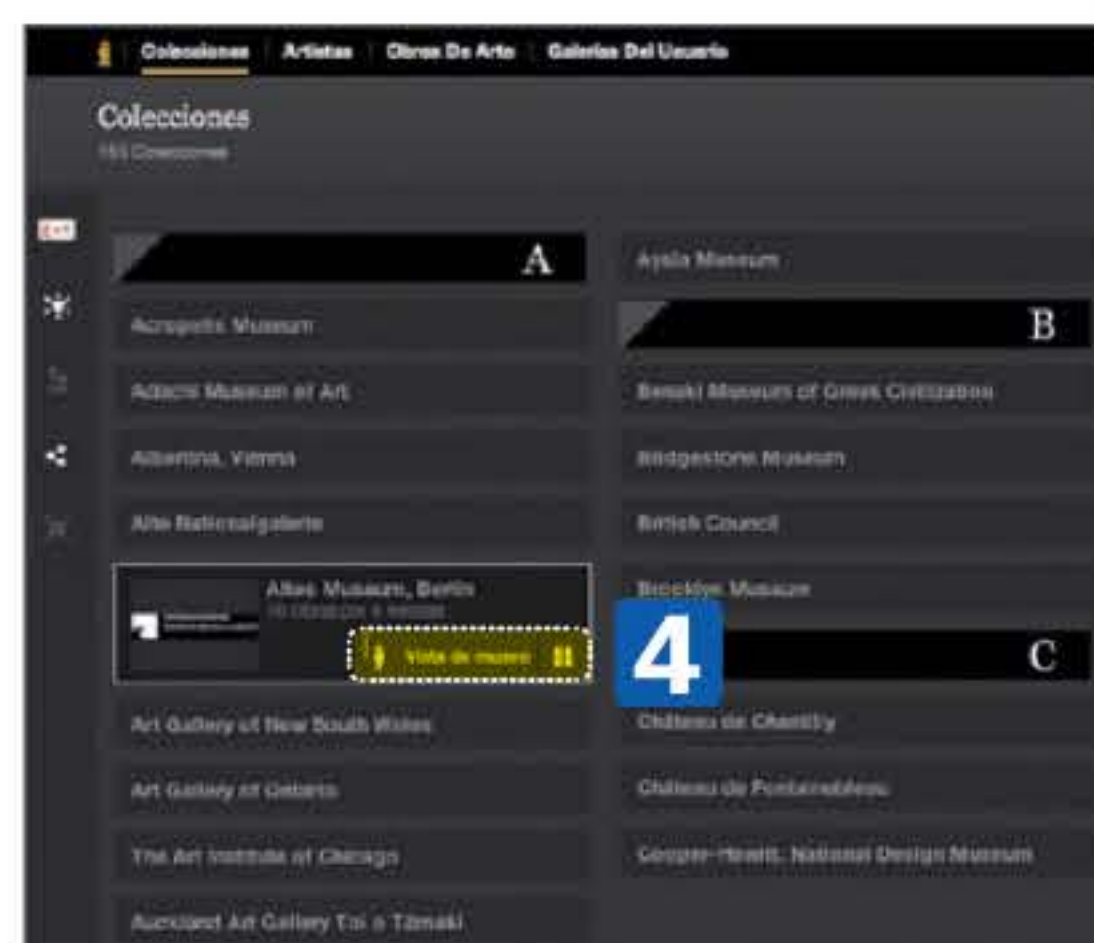 Colecciones Artistas Obras De Arte Galerías Del Usuario
Colecciones
Colecciones
A
Acropolis Museum
Adachi Museum of Art
Albertina, Vienna
Alte Nationalgalerie
Altes Museum, Berlin
Vista de museo
Art Gallery of New South Wales
Art Gallery of Ontario
The Art Institute of Chicago
Auckland Art Gallery Toi o Tāmaki
Ayala Museum
B
Benaki Museum of Greek Civilization
Bridgestone Museum
British Council
Brooklyn Museum
4
C
Château de Chantilly
Château de Fontainebleau
Cooper-Hewitt, National Design Museum